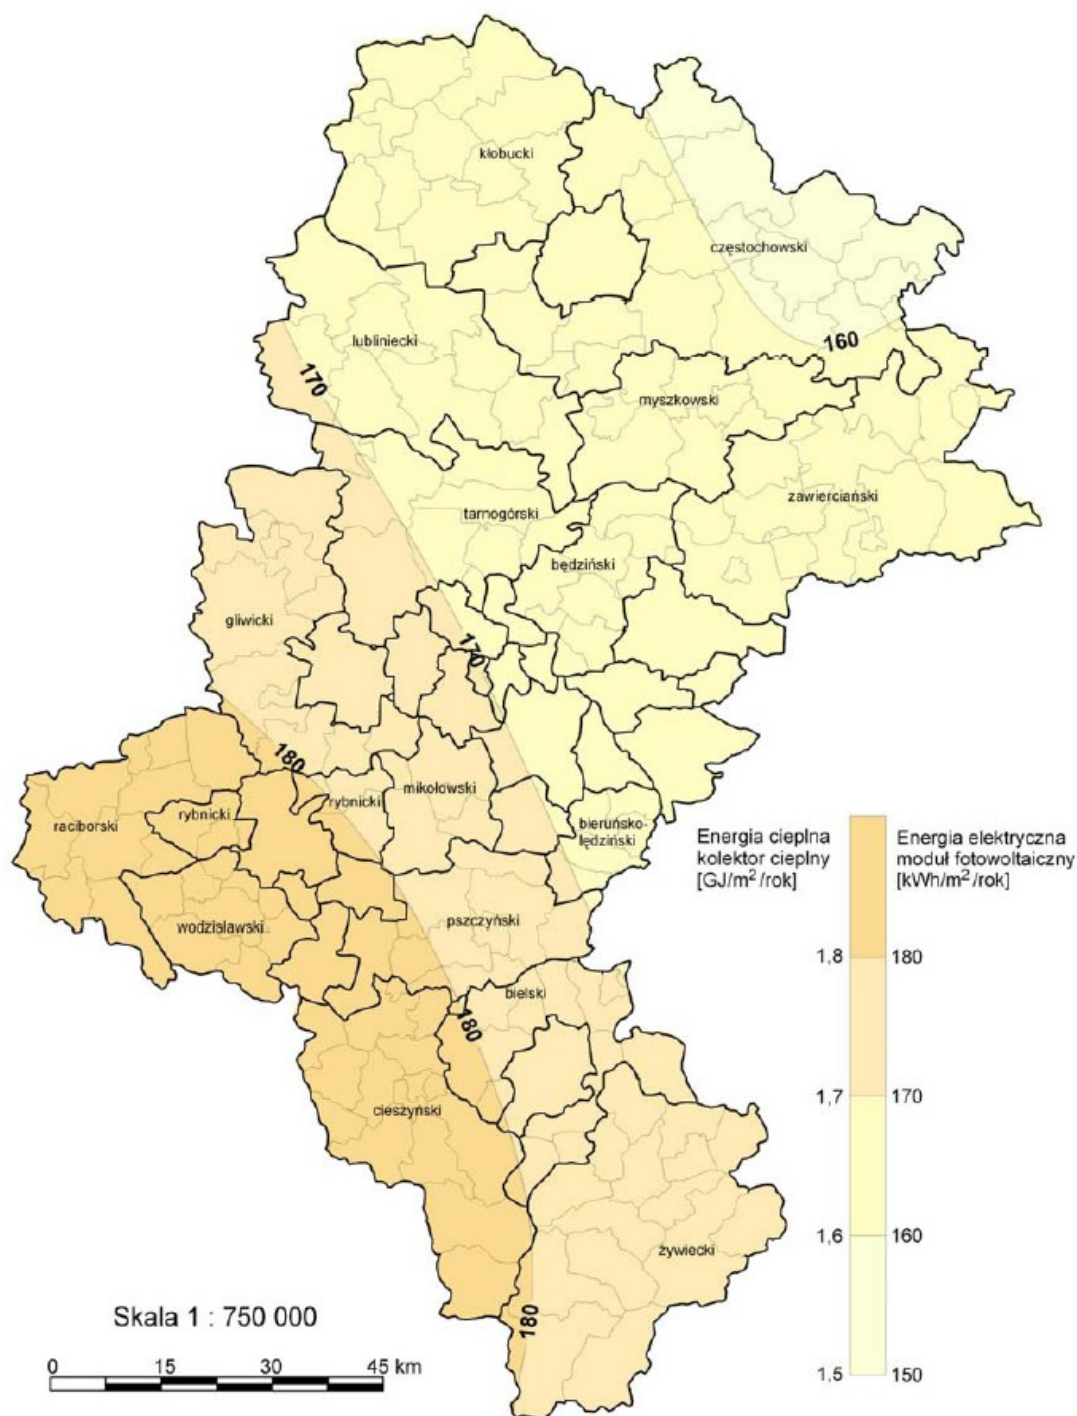 kłobucki
częstochowski
160
lubliniecki
170
myszkowski
zawierciański
tarnogórski
będziński
gliwicki
170
180
mikołowski
rybnicki
rybnicki
raciborski
bieruńsko-
lędziński
wodzisławski
pszczyński
bielski
180
cieszyński
żywiecki
180
Energia cieplna
kolektor cieplny
[GJ/m²/rok]
Energia elektryczna
moduł fotowoltaiczny
[kWh/m²/rok]
1,8 180
1,7 170
1,6 160
1,5 150
Skala 1 : 750 000
0 15 30 45 km